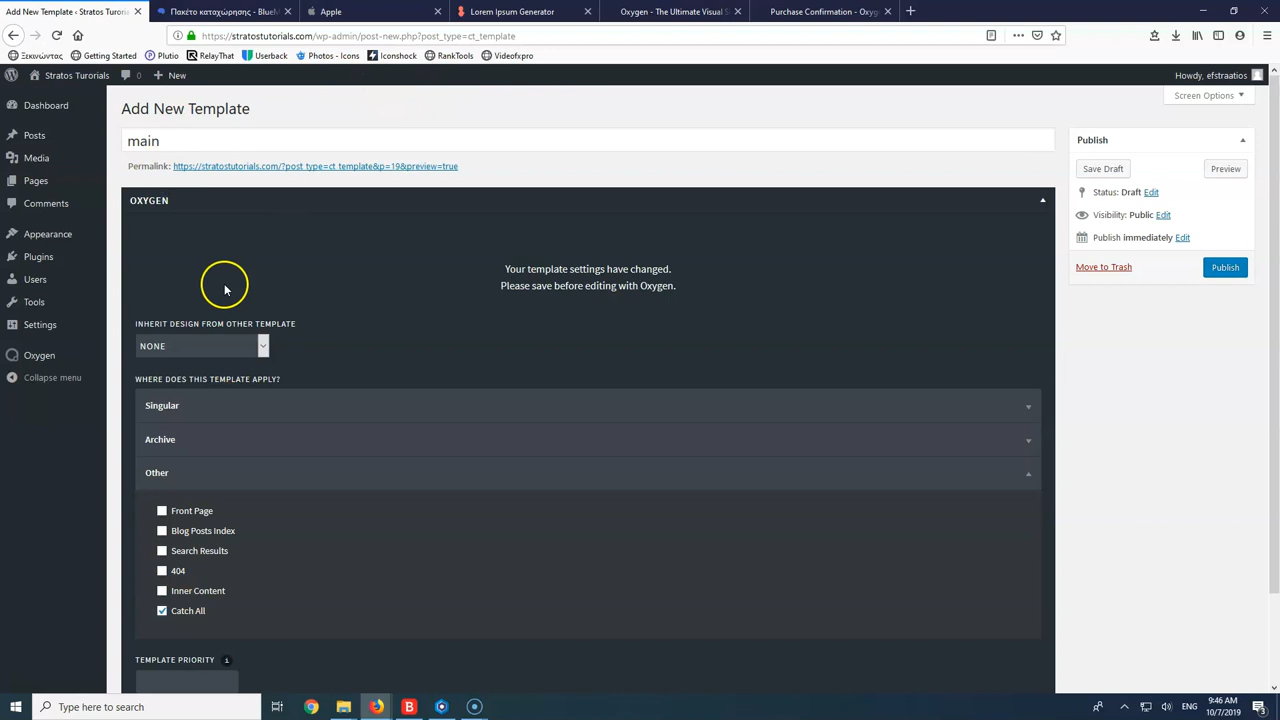 Add New Template ‹ Stratos Tutori
Πακέτο καταχώρησης - BlueM
Apple
Lorem Ipsum Generator
Oxygen - The Ultimate Visual S
Purchase Confirmation - Oxyge
https://stratostutorials.com/wp-admin/post-new.php?post_type=ct_template
Ξεκινώντας
Getting Started
Plutio
RelayThat
Userback
Photos - Icons
Iconshock
RankTools
Videofxpro
Stratos Turorials
0
New
Howdy, efstraatios
Dashboard
Posts
Media
Pages
Comments
Appearance
Plugins
Users
Tools
Settings
Oxygen
Collapse menu
Screen Options
Add New Template
main
Permalink: https://stratostutorials.com/?post_type=ct_template&p=19&preview=true
OXYGEN
Your template settings have changed.
Please save before editing with Oxygen.
INHERIT DESIGN FROM OTHER TEMPLATE
NONE
WHERE DOES THIS TEMPLATE APPLY?
Singular
Archive
Other
Front Page
Blog Posts Index
Search Results
404
Inner Content
Catch All
TEMPLATE PRIORITY i
Publish
Save Draft
Preview
Status: Draft Edit
Visibility: Public Edit
Publish immediately Edit
Move to Trash
Publish
Type here to search
ENG
9:46 AM
10/7/2019
3